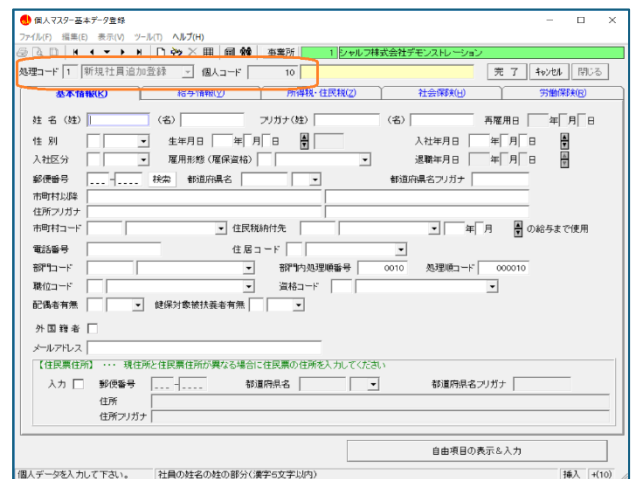 個人マスター基本データ登録
ファイル(F) 編集(E) 表示(V) ツール(T) ヘルプ(H)
事業所 1 シャルフ株式会社デモンストレーション
処理コード 1 新規社員追加登録 個人コード 10 完 了 キャンセル 閉じる
基本情報(K) 給与情報(Y) 所得税・住民税(Z) 社会保険(H) 労働保険(R)
姓 名 (姓) (名) フリガナ(姓) (名) 再雇用日 年 月 日
性 別 生年月日 年 月 日 入社年月日 年 月 日
入社区分 雇用形態 (雇保資格) 退職年月日 年 月 日
郵便番号 ___-____ 検索 都道府県名 都道府県名フリガナ
市町村以降
住所フリガナ
市町村コード 住民税納付先 年 月 の給与まで使用
電話番号 住居コード
部門コード 部門内処理順番号 0010 処理順コード 000010
職位コード 資格コード
配偶者有無 健保対象被扶養者有無
外国籍者
メールアドレス
【住民票住所】 ・・・ 現住所と住民票住所が異なる場合に住民票の住所を入力してください
入力 郵便番号 ___-____ 都道府県名 都道府県名フリガナ
住所
住所フリガナ
自由項目の表示&入力
個人データを入力して下さい。 社員の姓名の姓の部分(漢字5文字以内) 挿入 +(10)